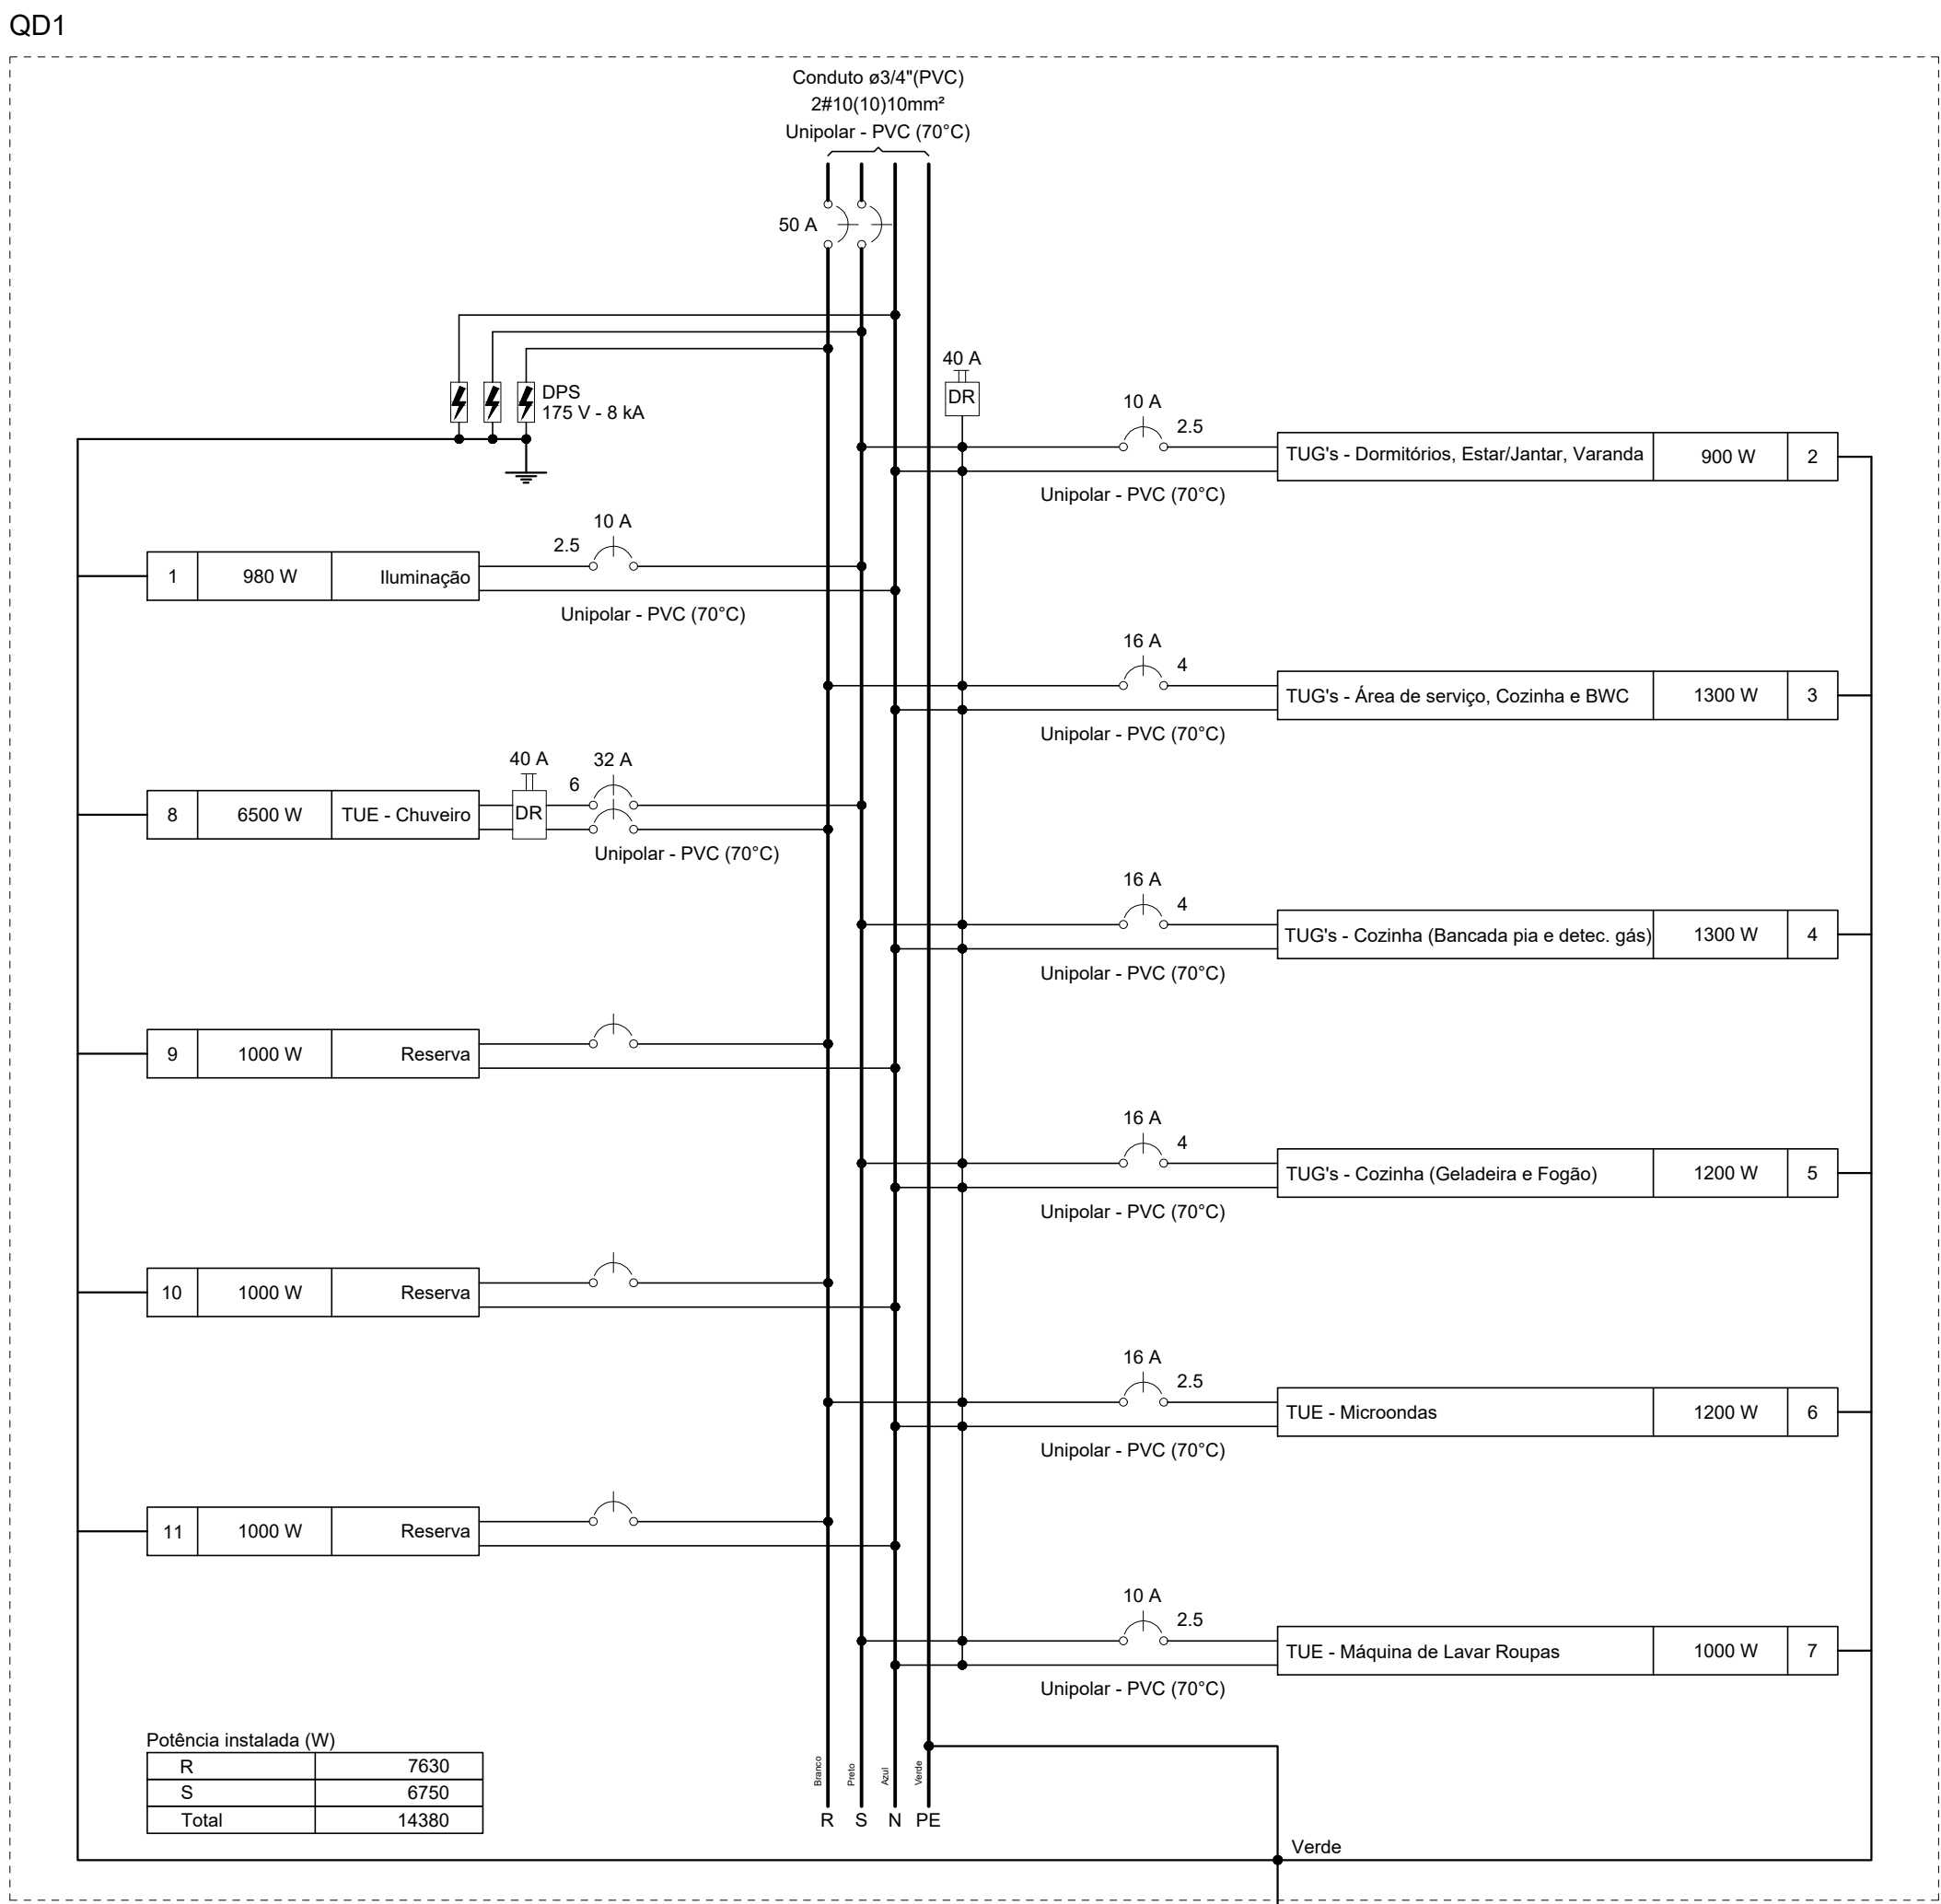 QD1
Conduto ø3/4"(PVC)
2#10(10)10mm²
Unipolar - PVC (70°C)
50 A
DPS
175 V - 8 kA
40 A
DR
10 A
2.5
TUG's - Dormitórios, Estar/Jantar, Varanda 900 W 2
Unipolar - PVC (70°C)
10 A
2.5
1 980 W Iluminação
Unipolar - PVC (70°C)
16 A
4
TUG's - Área de serviço, Cozinha e BWC 1300 W 3
Unipolar - PVC (70°C)
40 A 32 A
6
8 6500 W TUE - Chuveiro DR
Unipolar - PVC (70°C)
16 A
4
TUG's - Cozinha (Bancada pia e detec. gás) 1300 W 4
Unipolar - PVC (70°C)
9 1000 W Reserva
16 A
4
TUG's - Cozinha (Geladeira e Fogão) 1200 W 5
Unipolar - PVC (70°C)
10 1000 W Reserva
16 A
2.5
TUE - Microondas 1200 W 6
Unipolar - PVC (70°C)
11 1000 W Reserva
10 A
2.5
TUE - Máquina de Lavar Roupas 1000 W 7
Unipolar - PVC (70°C)
Potência instalada (W)
R 7630
S 6750
Total 14380
Branco
Preto
Azul
Verde
R S N PE
Verde